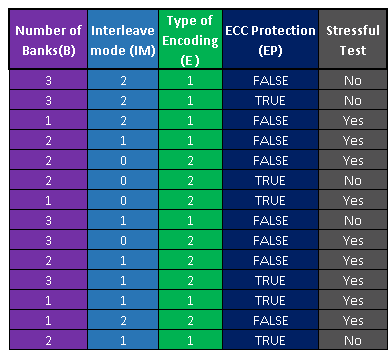 Number of Banks(B) Interleave mode (IM) Type of Encoding (E ) ECC Protection (EP) Stressful Test
3 2 1 FALSE No
3 2 1 TRUE No
1 2 1 FALSE Yes
2 1 1 FALSE Yes
2 0 2 FALSE Yes
2 0 2 TRUE No
1 0 2 TRUE Yes
3 1 1 FALSE No
3 0 2 FALSE Yes
2 1 2 FALSE Yes
3 1 2 TRUE Yes
1 1 1 TRUE Yes
1 2 2 FALSE Yes
2 1 1 TRUE No